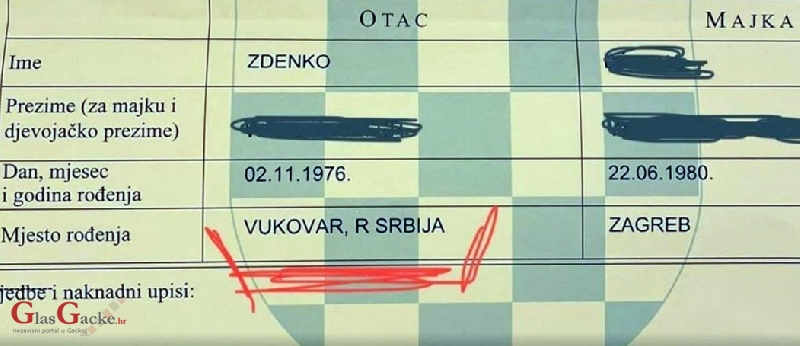 OTAC MAJKA
Ime ZDENKO
Prezime (za majku i
djevojačko prezime)
Dan, mjesec
i godina rođenja 02.11.1976. 22.06.1980.
Mjesto rođenja VUKOVAR, R SRBIJA ZAGREB
jedbe i naknadni upisi:
GlasGacke.hr
nezavisni portal u Gackoj